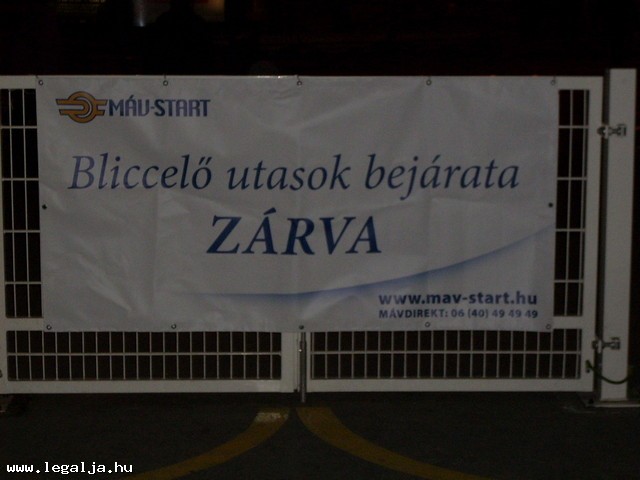 MÁV-START
Bliccelő utasok bejárata
ZÁRVA
www.mav-start.hu
MÁVDIREKT: 06 (40) 49 49 49
www.legalja.hu